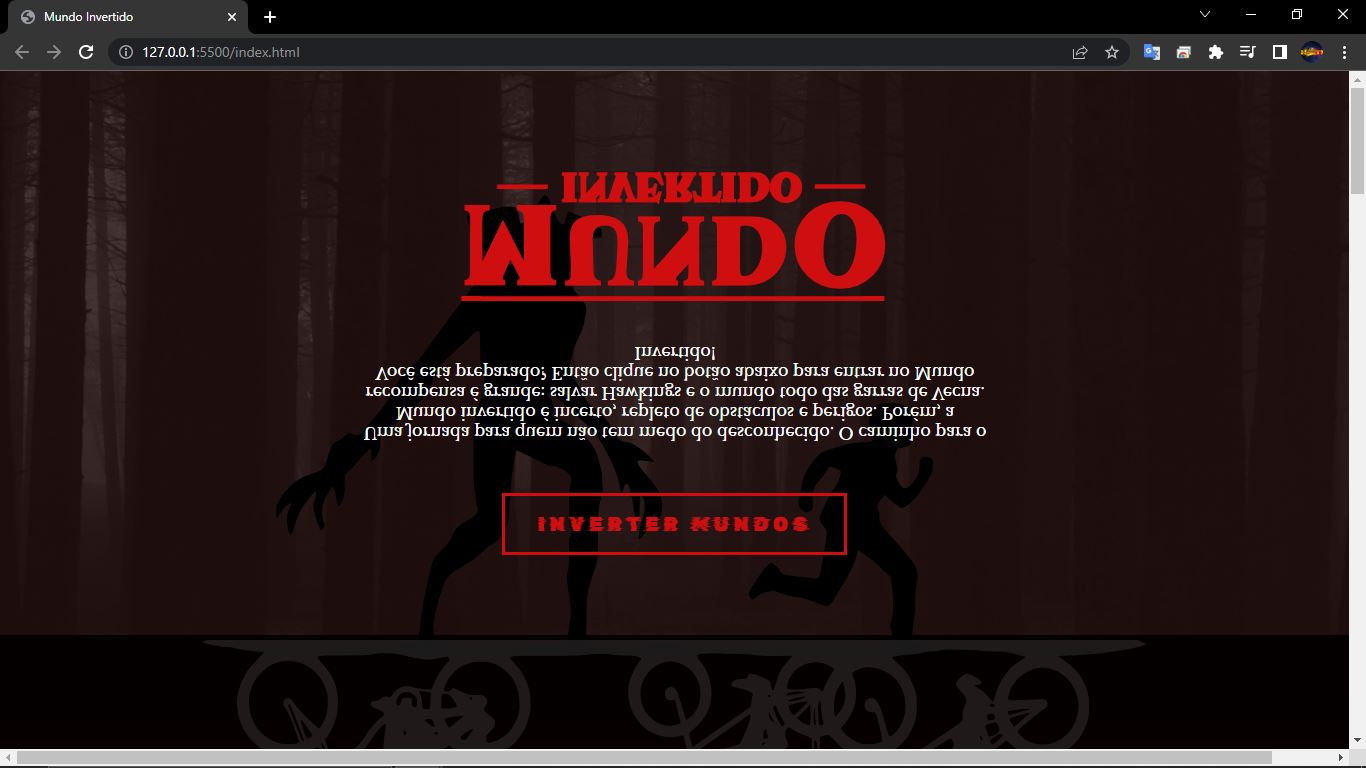 Mundo Invertido
127.0.0.1:5500/index.html
MUNDO
INVERTIDO
Uma jornada para quem não tem medo do desconhecido. O caminho para o
Mundo invertido é incerto, repleto de obstáculos e perigos. Porém, a
recompensa é grande: salvar Hawkings e o mundo todo das garras de Vecna.
Você está preparado? Então clique no botão abaixo para entrar no Mundo
Invertido!
INVERTER MUNDOS